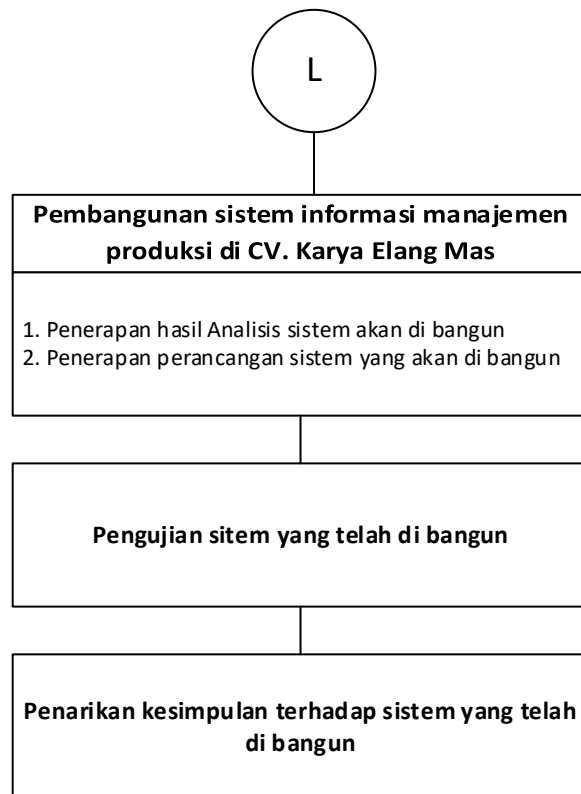 L
Pembangunan sistem informasi manajemen
produksi di CV. Karya Elang Mas
1. Penerapan hasil Analisis sistem akan di bangun
2. Penerapan perancangan sistem yang akan di bangun
Pengujian sitem yang telah di bangun
Penarikan kesimpulan terhadap sistem yang telah
di bangun